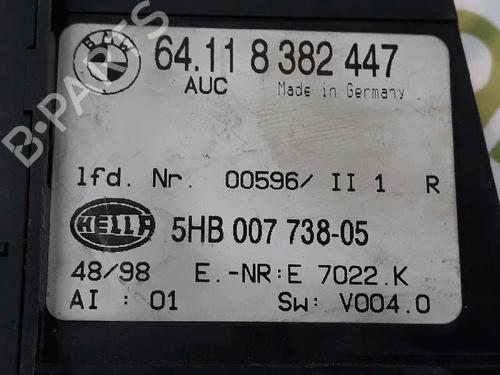 BMW
64.11 8 382 447
AUC Made in Germany
lfd. Nr. 00596/ II 1 R
HELLA 5HB 007 738-05
48/98 E.-NR:E 7022.K
AI : 01 SW: V004.0
B-PARTS